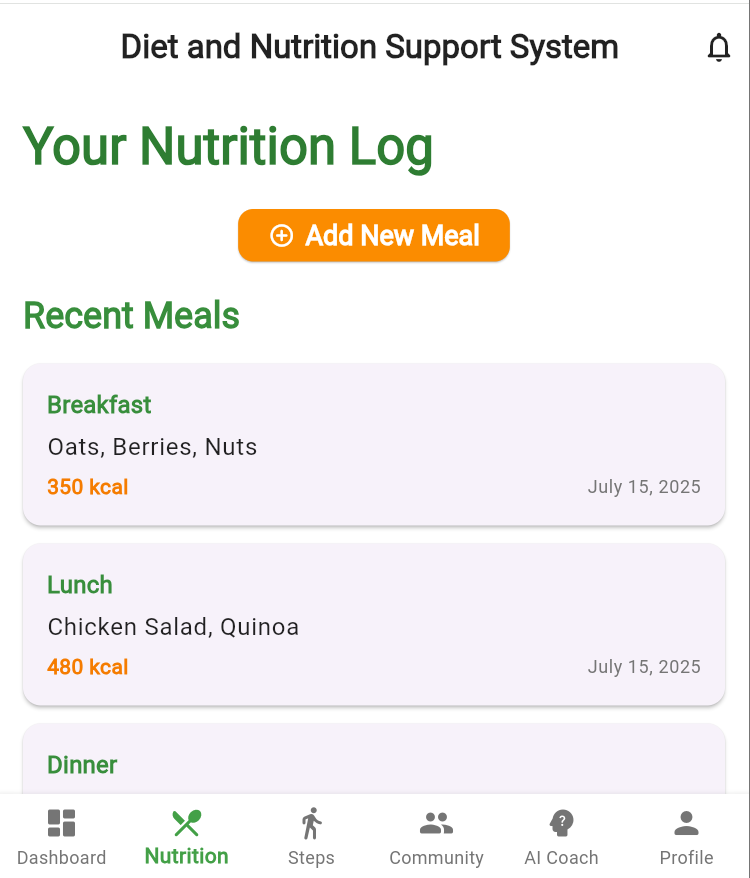 Diet and Nutrition Support System
Your Nutrition Log
Add New Meal
Recent Meals
Breakfast
Oats, Berries, Nuts
350 kcal July 15, 2025
Lunch
Chicken Salad, Quinoa
480 kcal July 15, 2025
Dinner
Dashboard Nutrition Steps Community AI Coach Profile